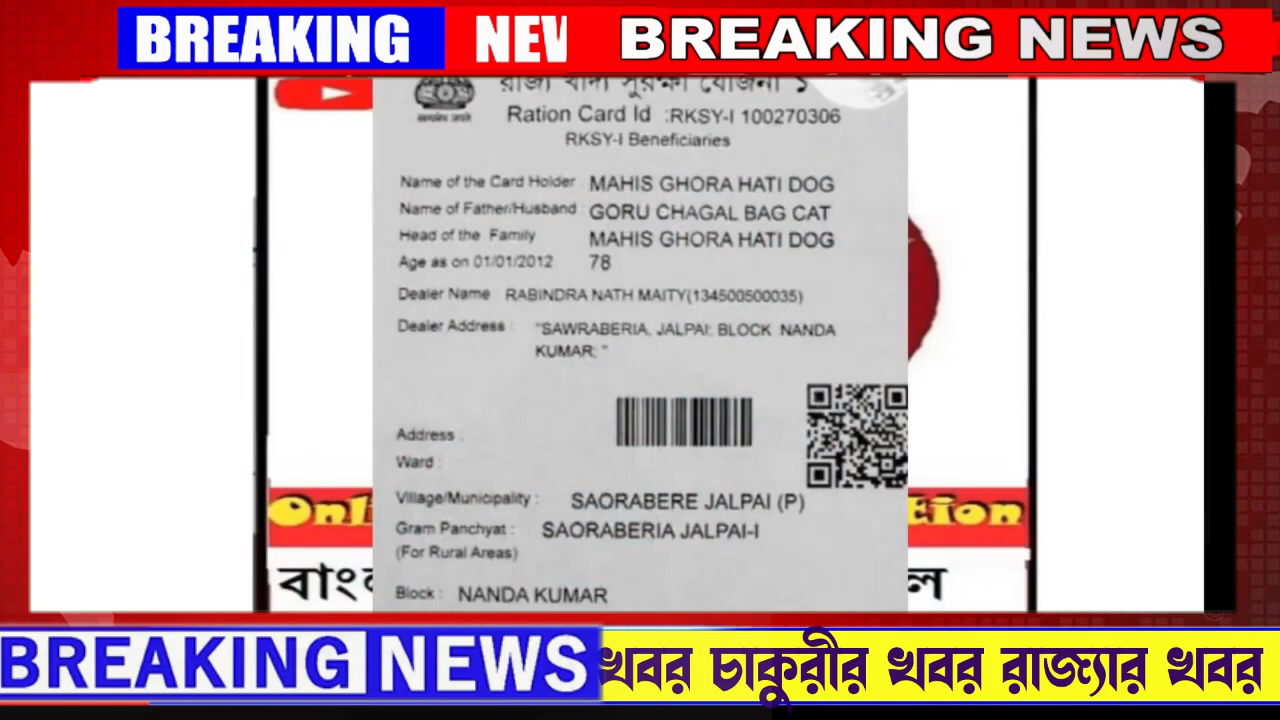 BREAKING
BREAKING NEWS
রাজ্য খাদ্য সুরক্ষা যোজনা ১
Ration Card Id :RKSY-I 100270306
RKSY-I Beneficiaries
Name of the Card Holder : MAHIS GHORA HATI DOG
Name of Father/Husband : GORU CHAGAL BAG CAT
Head of the Family MAHIS GHORA HATI DOG
Age as on 01/01/2012 78
Dealer Name : RABINDRA NATH MAITY(134500500035)
Dealer Address : "SAWRABERIA, JALPAI; BLOCK :NANDA
KUMAR; "
Address :
Ward :
Village/Municipality : SAORABERE JALPAI (P)
Gram Panchyat : SAORABERIA JALPAI-I
(For Rural Areas)
Block : NANDA KUMAR
BREAKING NEWS
খবর চাকুরীর খবর রাজ্যার খবর